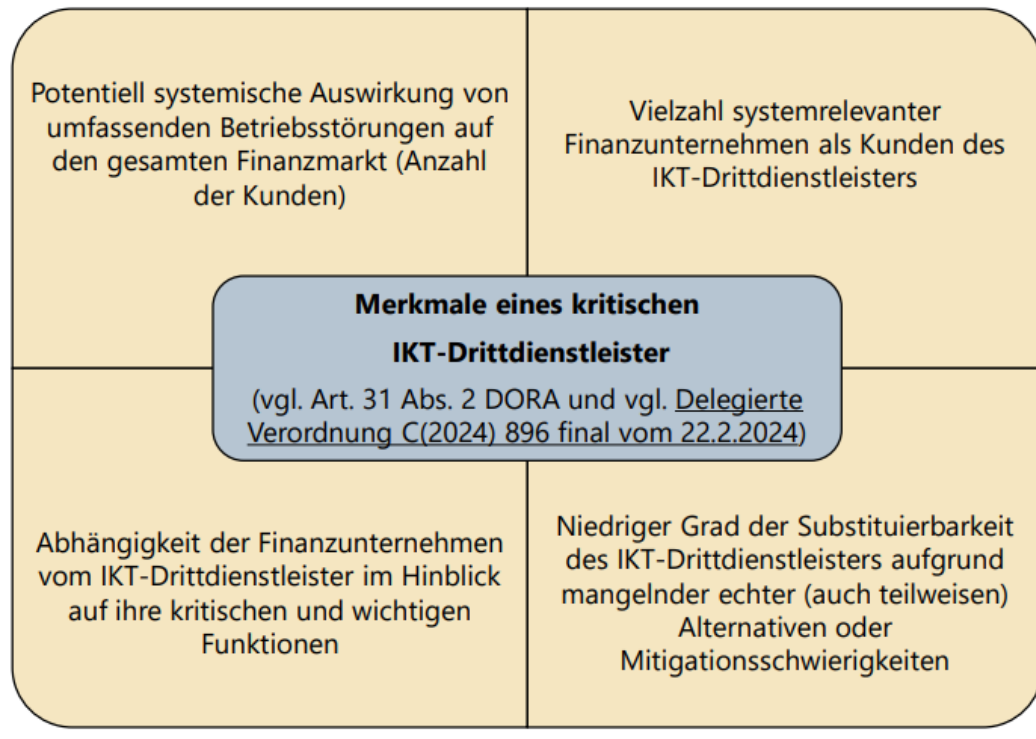 Potentiell systemische Auswirkung von
umfassenden Betriebsstörungen auf
den gesamten Finanzmarkt (Anzahl
der Kunden)
Vielzahl systemrelevanter
Finanzunternehmen als Kunden des
IKT-Drittdienstleisters
Merkmale eines kritischen
IKT-Drittdienstleister
(vgl. Art. 31 Abs. 2 DORA und vgl. Delegierte
Verordnung C(2024) 896 final vom 22.2.2024)
Abhängigkeit der Finanzunternehmen
vom IKT-Drittdienstleister im Hinblick
auf ihre kritischen und wichtigen
Funktionen
Niedriger Grad der Substituierbarkeit
des IKT-Drittdienstleisters aufgrund
mangelnder echter (auch teilweisen)
Alternativen oder
Mitigationsschwierigkeiten